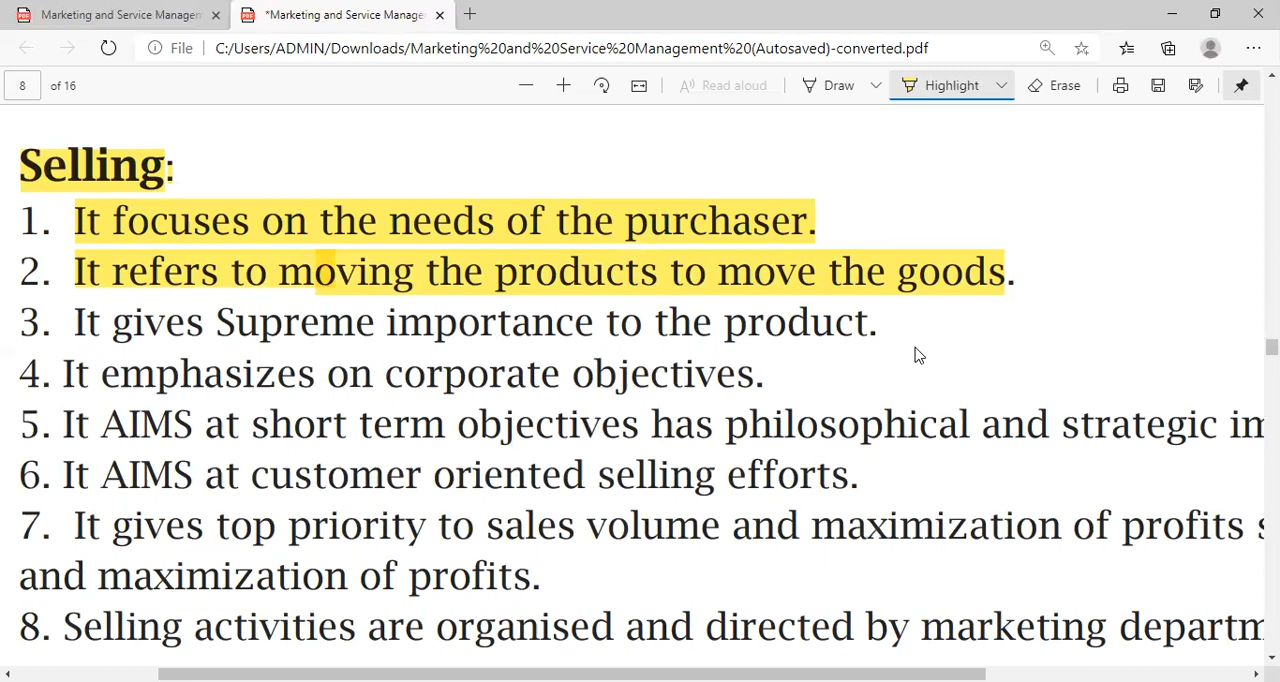 Marketing and Service Managem
*Marketing and Service Manage
File
C:/Users/ADMIN/Downloads/Marketing%20and%20Service%20Management%20(Autosaved)-converted.pdf
8 of 16
Read aloud
Draw
Highlight
Erase
Selling:
1. It focuses on the needs of the purchaser.
2. It refers to moving the products to move the goods.
3. It gives Supreme importance to the product.
4. It emphasizes on corporate objectives.
5. It AIMS at short term objectives has philosophical and strategic im
6. It AIMS at customer oriented selling efforts.
7. It gives top priority to sales volume and maximization of profits s
and maximization of profits.
8. Selling activities are organised and directed by marketing departm